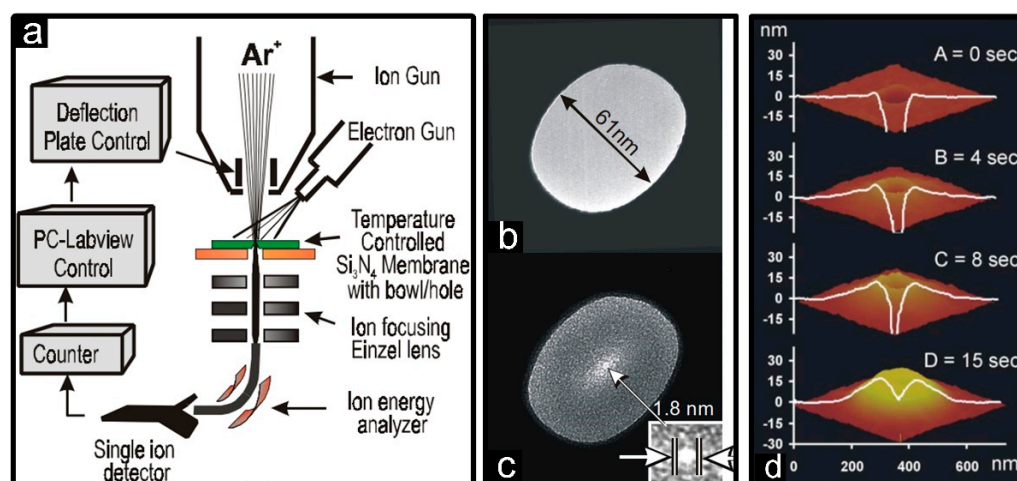 a
Ar+
Ion Gun
Deflection
Plate Control
Electron Gun
PC-Labview
Control
Temperature
Controlled
Si3N4 Membrane
with bowl/hole
Ion focusing
Einzel lens
Counter
Ion energy
analyzer
Single ion
detector
61nm
b
1.8 nm
c
nm
A = 0 sec
30
15
0
-15
B = 4 sec
30
15
0
-15
C = 8 sec
30
15
0
-15
D = 15 sec
30
15
0
-15
-30
d
0
200
400
600
nm